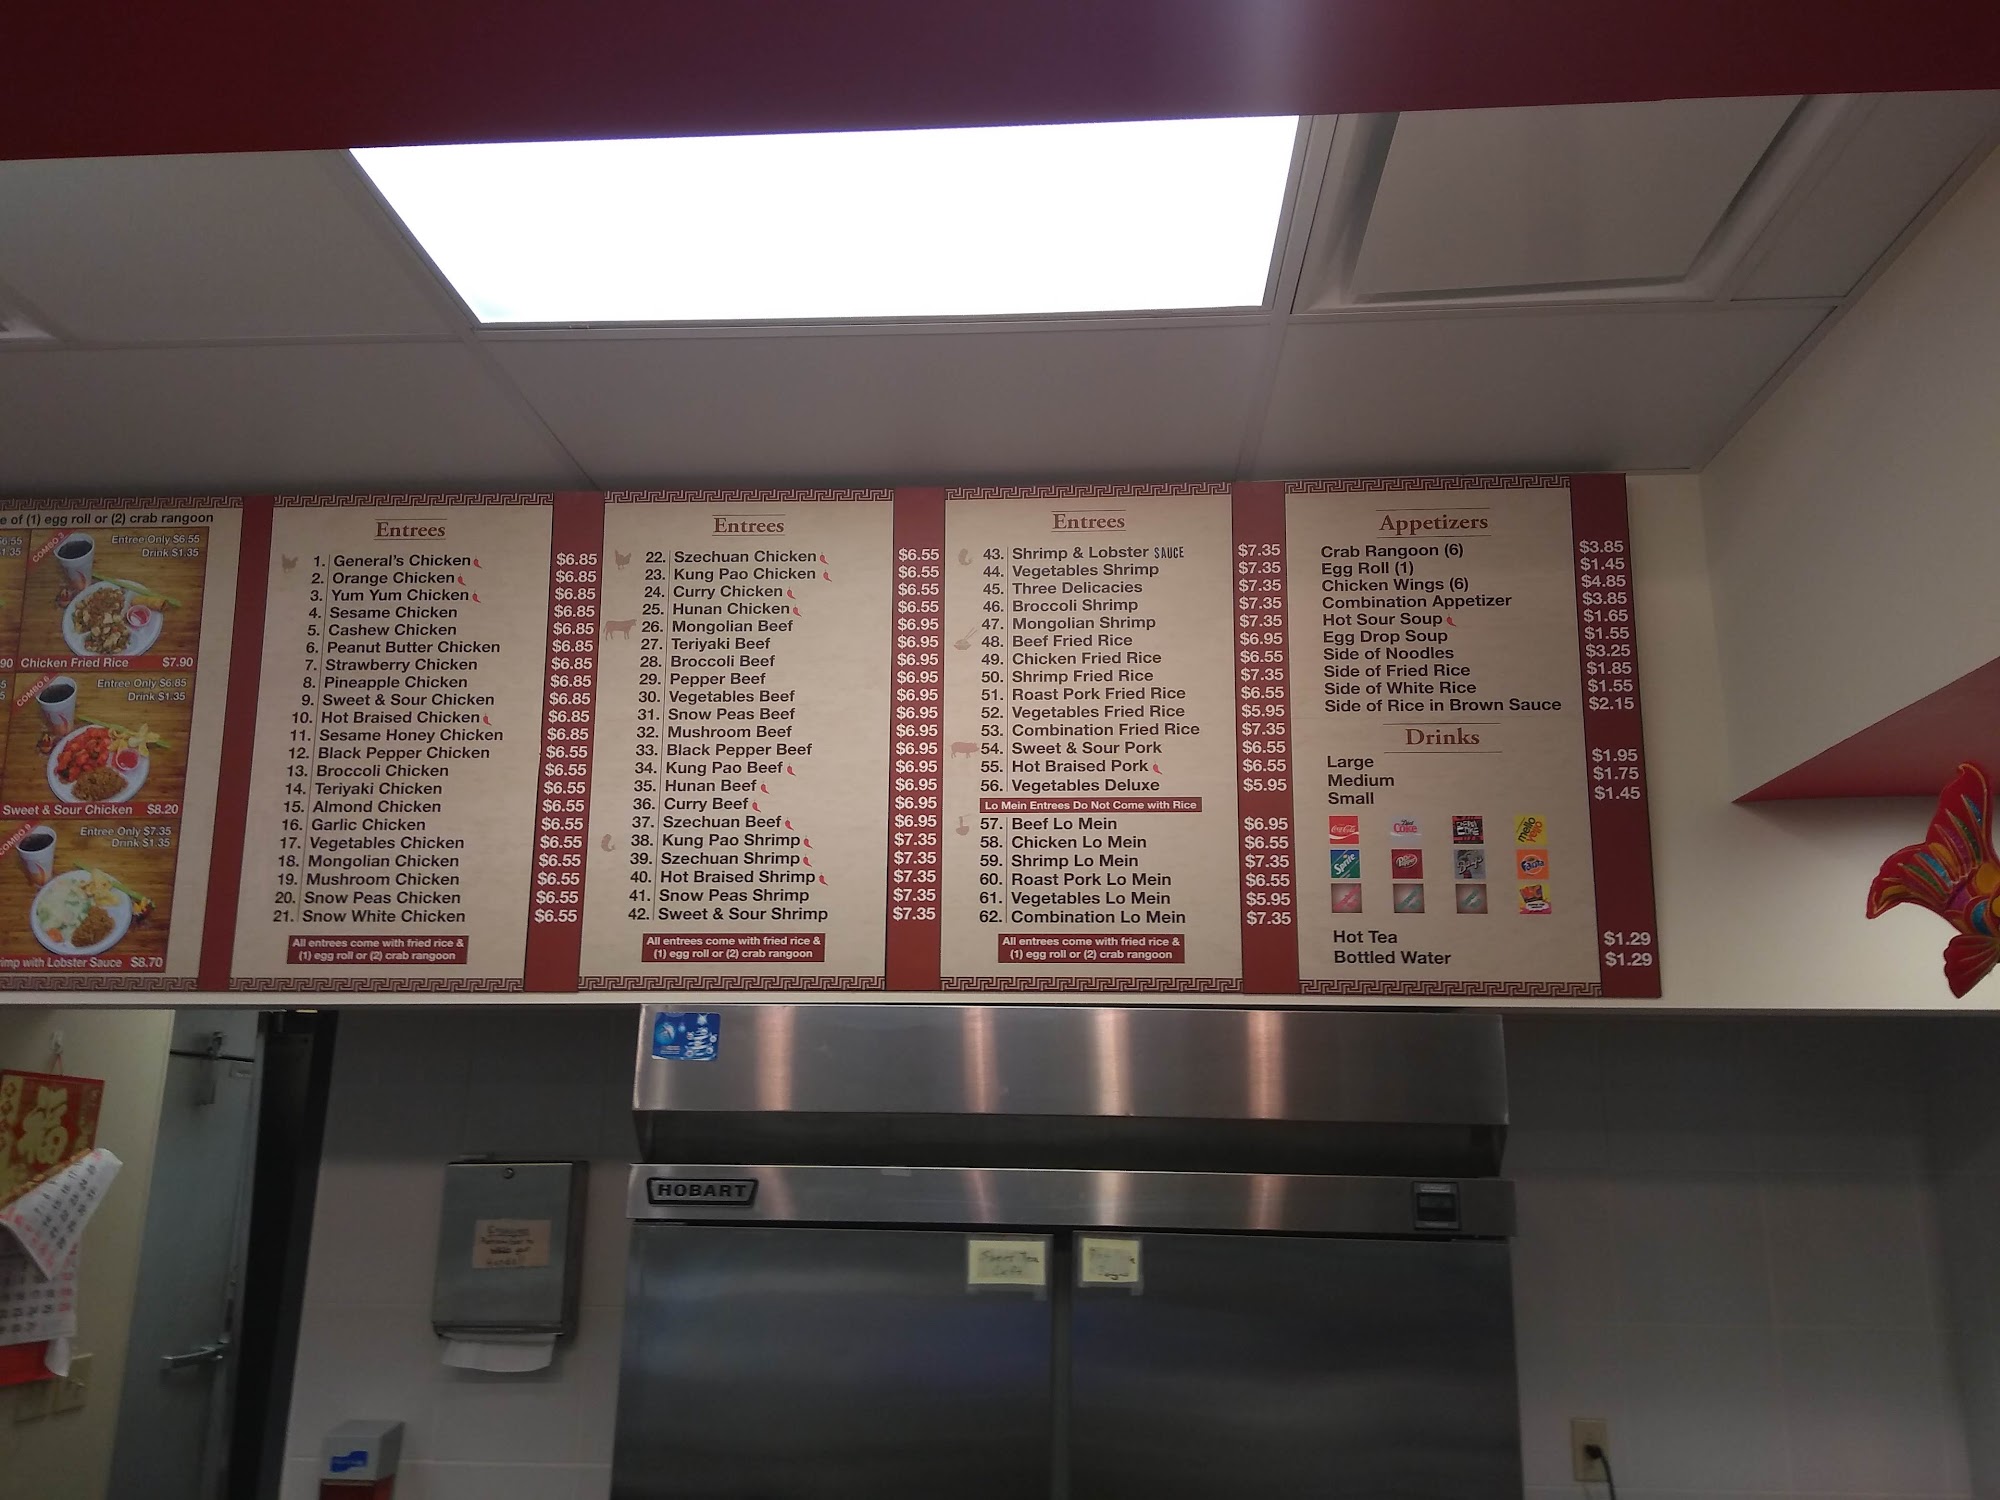 e of (1) egg roll or (2) crab rangoon
6.55
1.35
COMBO 3
Entree Only $6.55
Drink $1.35
90 Chicken Fried Rice $7.90
COMBO 6
Entree Only $6.85
Drink $1.35
Sweet & Sour Chicken $8.20
COMBO 9
Entree Only $7.35
Drink $1.35
imp with Lobster Sauce $8.70
Entrees
1. General's Chicken $6.85
2. Orange Chicken $6.85
3. Yum Yum Chicken $6.85
4. Sesame Chicken $6.85
5. Cashew Chicken $6.85
6. Peanut Butter Chicken $6.85
7. Strawberry Chicken $6.85
8. Pineapple Chicken $6.85
9. Sweet & Sour Chicken $6.85
10. Hot Braised Chicken $6.85
11. Sesame Honey Chicken $6.85
12. Black Pepper Chicken $6.55
13. Broccoli Chicken $6.55
14. Teriyaki Chicken $6.55
15. Almond Chicken $6.55
16. Garlic Chicken $6.55
17. Vegetables Chicken $6.55
18. Mongolian Chicken $6.55
19. Mushroom Chicken $6.55
20. Snow Peas Chicken $6.55
21. Snow White Chicken $6.55
All entrees come with fried rice &
(1) egg roll or (2) crab rangoon
Entrees
22. Szechuan Chicken $6.55
23. Kung Pao Chicken $6.55
24. Curry Chicken $6.55
25. Hunan Chicken $6.55
26. Mongolian Beef $6.95
27. Teriyaki Beef $6.95
28. Broccoli Beef $6.95
29. Pepper Beef $6.95
30. Vegetables Beef $6.95
31. Snow Peas Beef $6.95
32. Mushroom Beef $6.95
33. Black Pepper Beef $6.95
34. Kung Pao Beef $6.95
35. Hunan Beef $6.95
36. Curry Beef $6.95
37. Szechuan Beef $6.95
38. Kung Pao Shrimp $7.35
39. Szechuan Shrimp $7.35
40. Hot Braised Shrimp $7.35
41. Snow Peas Shrimp $7.35
42. Sweet & Sour Shrimp $7.35
All entrees come with fried rice &
(1) egg roll or (2) crab rangoon
Entrees
43. Shrimp & Lobster SAUCE $7.35
44. Vegetables Shrimp $7.35
45. Three Delicacies $7.35
46. Broccoli Shrimp $7.35
47. Mongolian Shrimp $7.35
48. Beef Fried Rice $6.95
49. Chicken Fried Rice $6.55
50. Shrimp Fried Rice $7.35
51. Roast Pork Fried Rice $6.55
52. Vegetables Fried Rice $5.95
53. Combination Fried Rice $7.35
54. Sweet & Sour Pork $6.55
55. Hot Braised Pork $6.55
56. Vegetables Deluxe $5.95
Lo Mein Entrees Do Not Come with Rice
57. Beef Lo Mein $6.95
58. Chicken Lo Mein $6.55
59. Shrimp Lo Mein $7.35
60. Roast Pork Lo Mein $6.55
61. Vegetables Lo Mein $5.95
62. Combination Lo Mein $7.35
All entrees come with fried rice &
(1) egg roll or (2) crab rangoon
Appetizers
Crab Rangoon (6) $3.85
Egg Roll (1) $1.45
Chicken Wings (6) $4.85
Combination Appetizer $3.85
Hot Sour Soup $1.65
Egg Drop Soup $1.55
Side of Noodles $3.25
Side of Fried Rice $1.85
Side of White Rice $1.55
Side of Rice in Brown Sauce $2.15
Drinks
Large $1.95
Medium $1.75
Small $1.45
Coca-Cola
Diet Coke
mello yello
Sprite
Dr Pepper
Fanta
Hot Tea $1.29
Bottled Water $1.29
福
HOBART